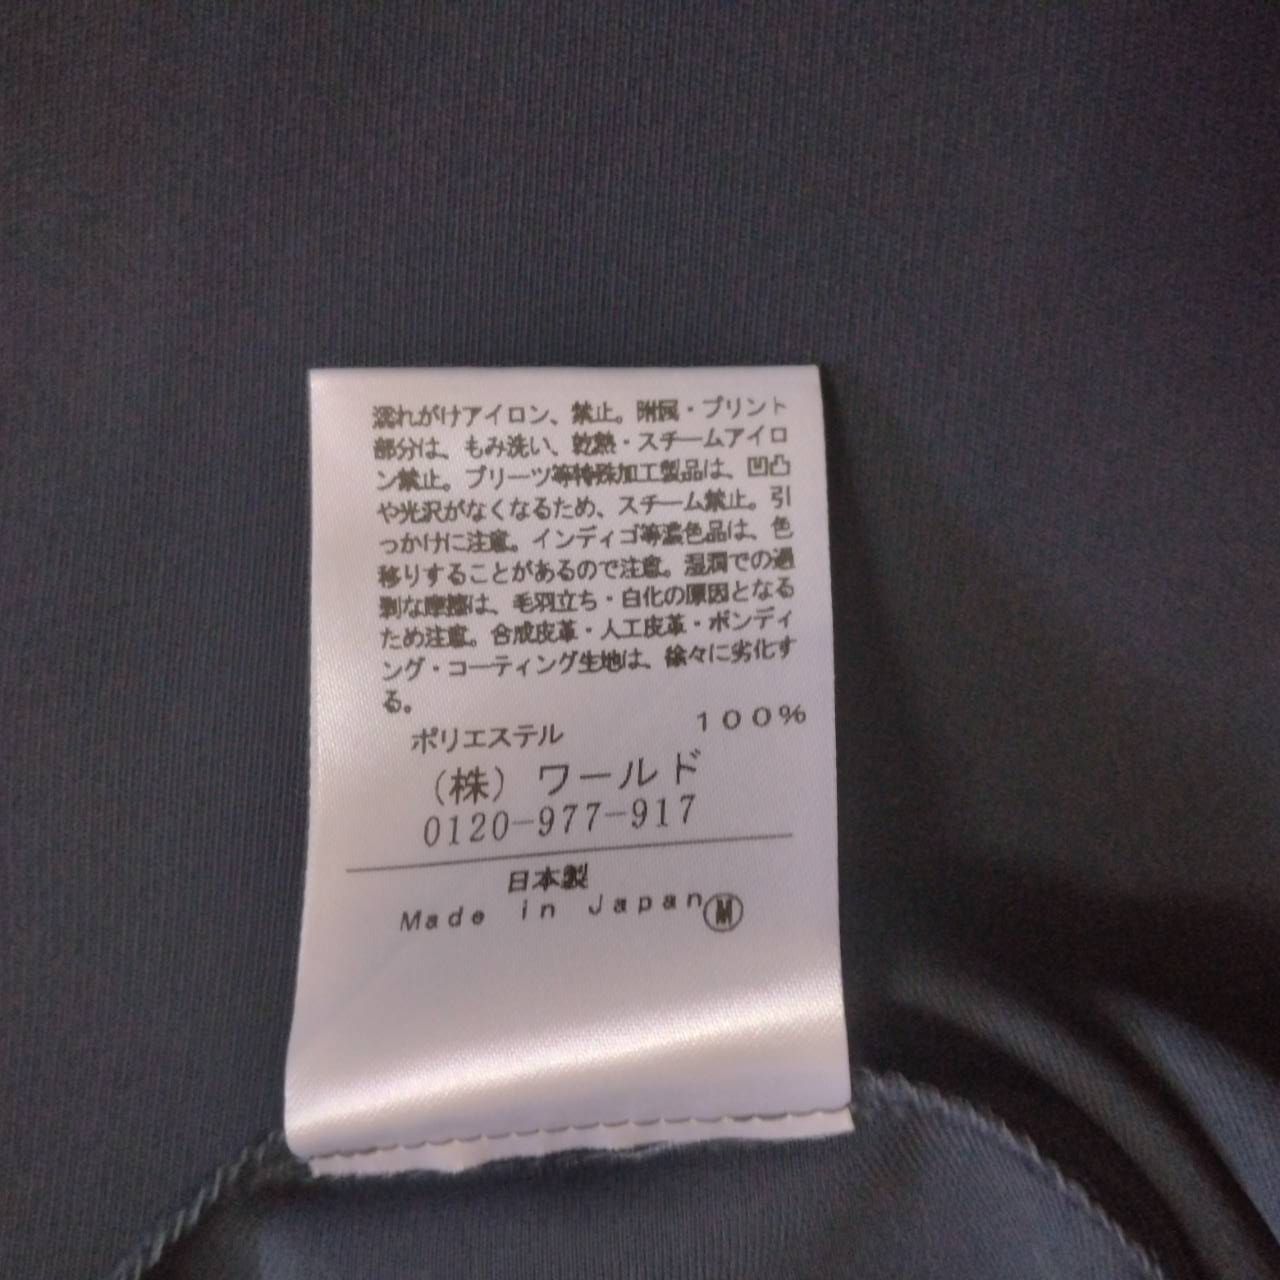 濡れがけアイロン、禁止。附属・プリント
部分は、もみ洗い、乾熱・スチームアイロ
ン禁止。プリーツ等特殊加工製品は、凹凸
や光沢がなくなるため、スチーム禁止。引
っかけに注意。インディゴ等濃色品は、色
移りすることがあるので注意。湿潤での過
剰な摩擦は、毛羽立ち・白化の原因となる
ため注意。合成皮革・人工皮革・ボンディ
ング・コーティング生地は、徐々に劣化す
る。
ポリエステル 100%
(株) ワールド
0120-977-917
日本製
Made in Japan Ⓜ